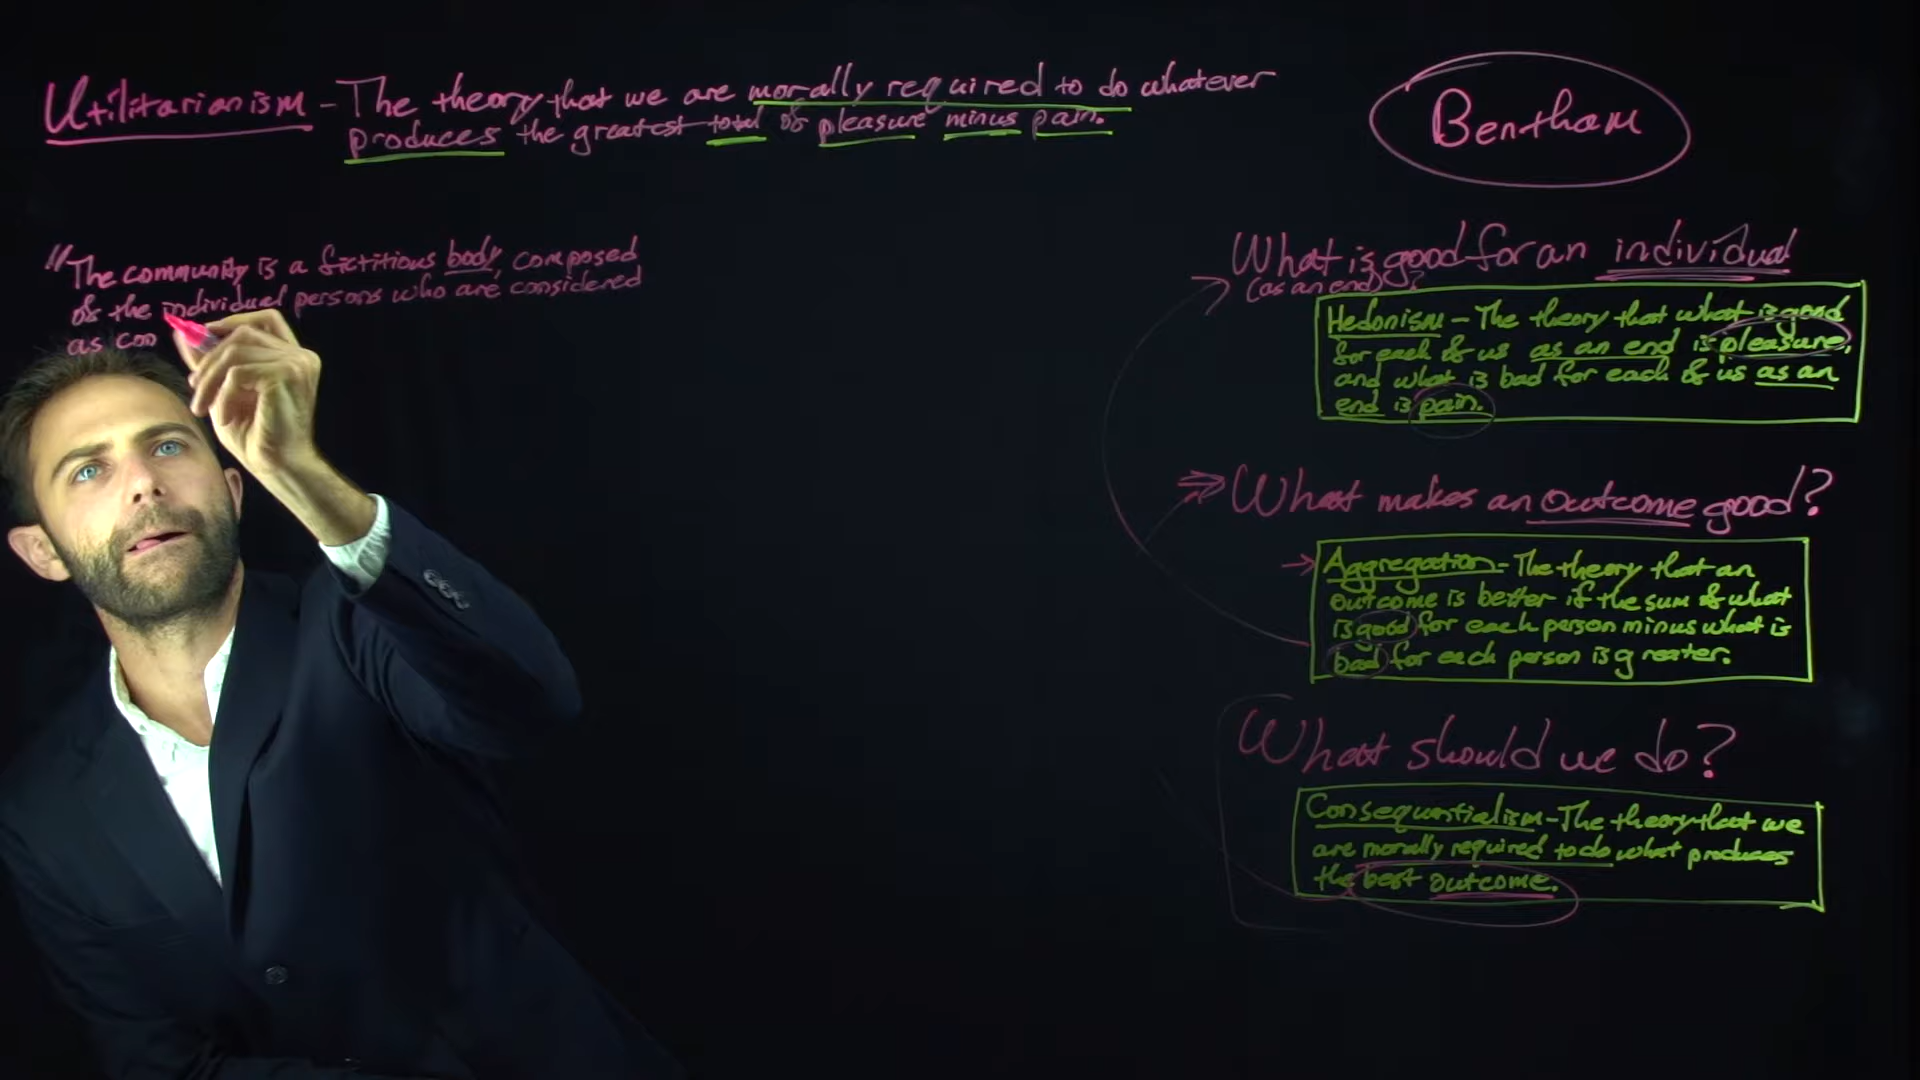 Utilitarianism - The theory that we are morally required to do whatever
produces the greatest total of pleasure minus pain.
Bentham
"The community is a fictitious body, composed
of the individual persons who are considered
as con
What is good for an individual
(as an end)?
Hedonism - The theory that what is good
for each of us as an end is pleasure,
and what is bad for each of us as an
end is pain.
What makes an outcome good?
Aggregation - The theory that an
outcome is better if the sum of what
is good for each person minus what is
bad for each person is greater.
What should we do?
Consequentialism - The theory that we
are morally required to do what produces
the best outcome.